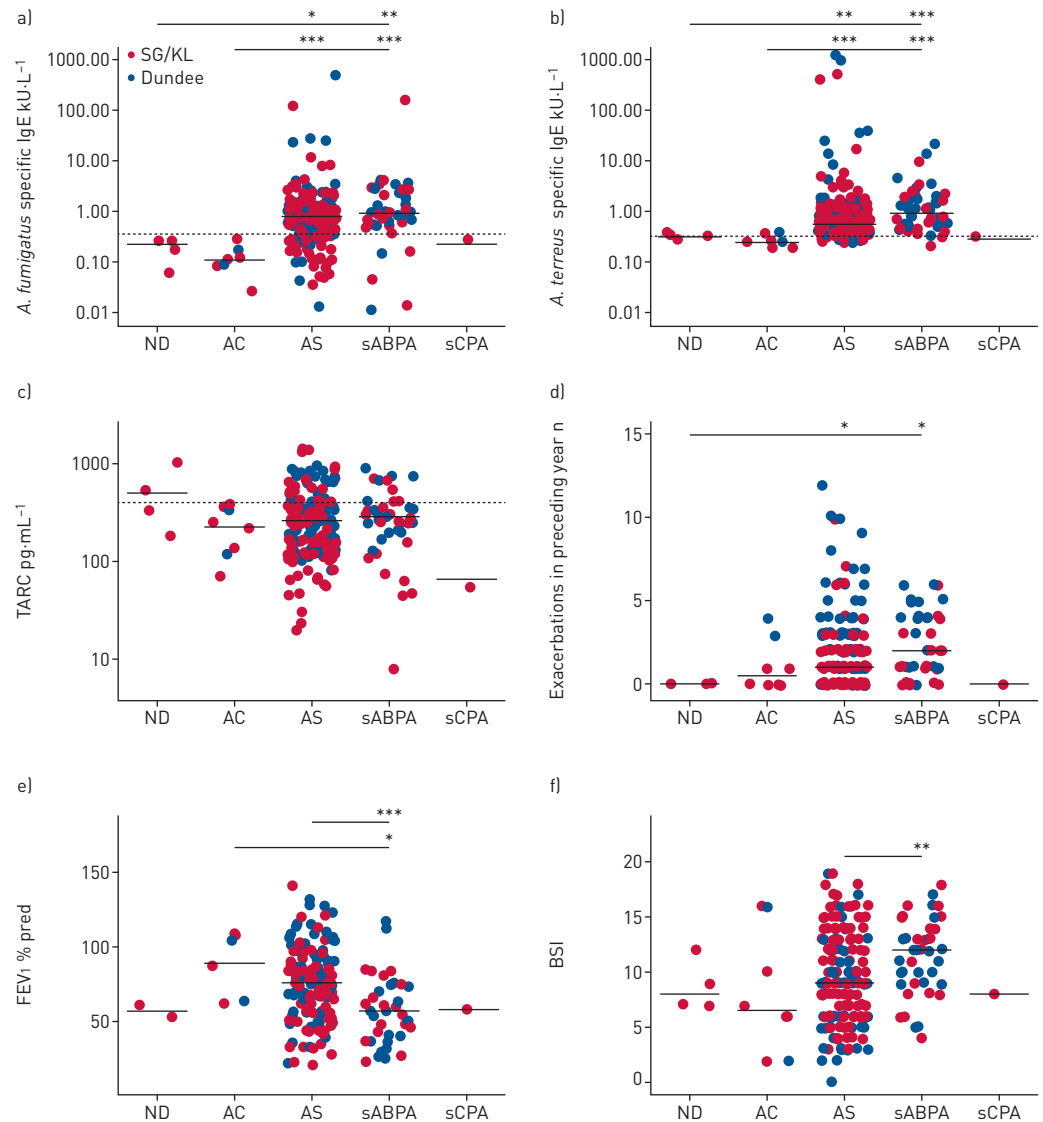 a)
* **
*** ***
SG/KL
Dundee
A. fumigatus specific IgE kU·L−1
1000.00
100.00
10.00
1.00
0.10
0.01
ND AC AS sABPA sCPA
b)
** ***
*** ***
A. terreus specific IgE kU·L−1
1000.00
100.00
10.00
1.00
0.10
0.01
ND AC AS sABPA sCPA
c)
TARC pg·mL−1
1000
100
10
ND AC AS sABPA sCPA
d)
* *
Exacerbations in preceding year n
15
10
5
0
ND AC AS sABPA sCPA
e)
***
*
FEV1 % pred
150
100
50
ND AC AS sABPA sCPA
f)
**
BSI
20
15
10
5
0
ND AC AS sABPA sCPA